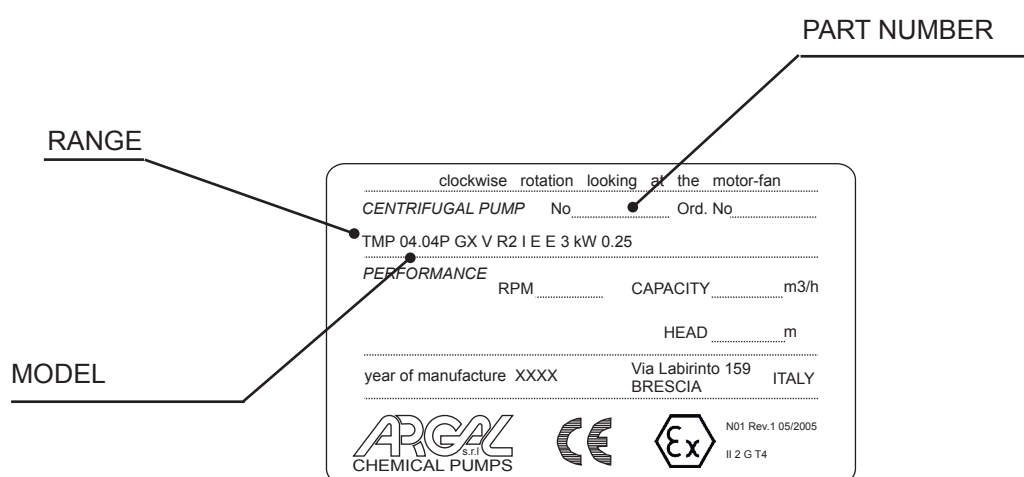 PART NUMBER
RANGE
clockwise rotation looking at the motor-fan
CENTRIFUGAL PUMP No Ord. No
TMP 04.04P GX V R2 I E E 3 kW 0.25
PERFORMANCE
RPM CAPACITY m3/h
HEAD m
MODEL
year of manufacture XXXX Via Labirinto 159
BRESCIA ITALY
ARGAL
s.r.l
CHEMICAL PUMPS
CE
Ex
N01 Rev.1 05/2005
II 2 G T4